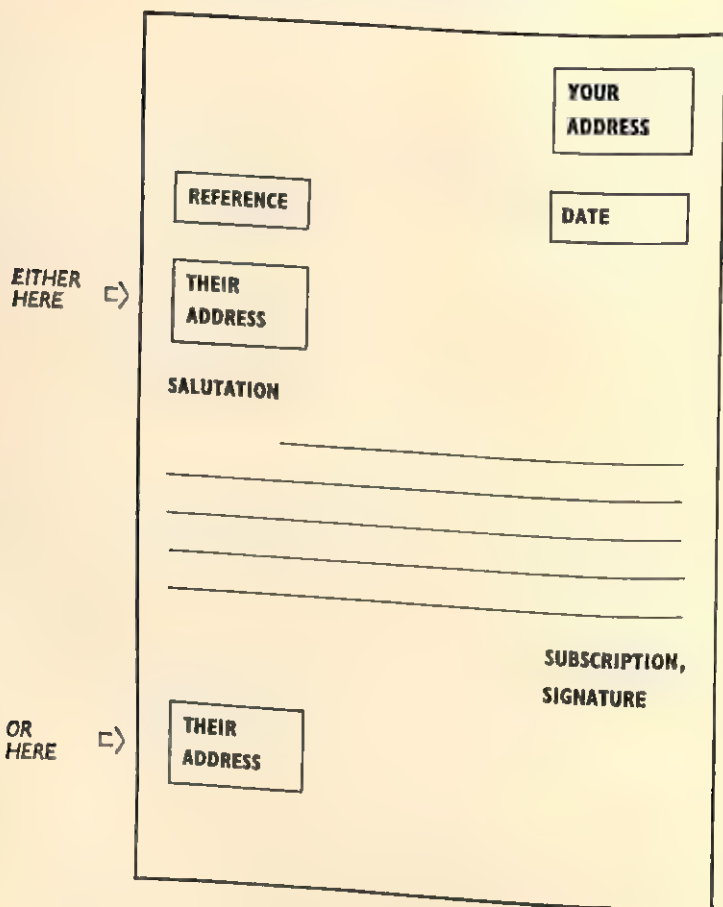 YOUR
ADDRESS
REFERENCE
DATE
EITHER
HERE
THEIR
ADDRESS
SALUTATION
SUBSCRIPTION,
SIGNATURE
OR
HERE
THEIR
ADDRESS